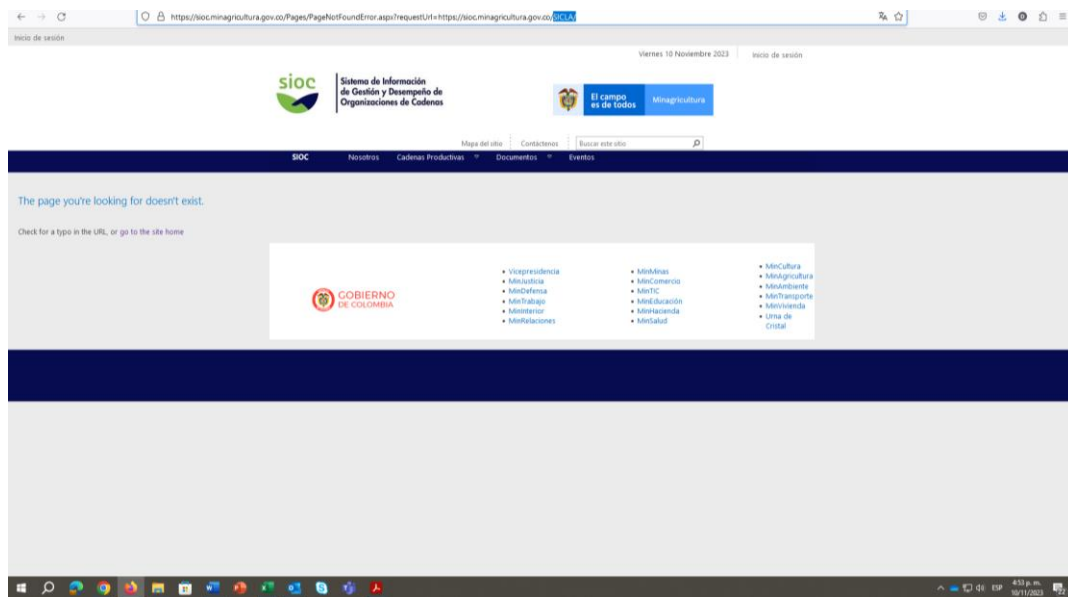 https://sioc.minagricultura.gov.co/Pages/PageNotFoundError.aspx?requestUrl=https://sioc.minagricultura.gov.co/SICLA/
Inicio de sesión
Viernes 10 Noviembre 2023
Inicio de sesión
sioc
Sistema de Información
de Gestión y Desempeño de
Organizaciones de Cadenas
El campo
es de todos
Minagricultura
Mapa del sitio
Contáctenos
Buscar este sitio
SIOC
Nosotros
Cadenas Productivas
Documentos
Eventos
The page you're looking for doesn't exist.
Check for a typo in the URL, or go to the site home
GOBIERNO
DE COLOMBIA
Vicepresidencia
MinJusticia
MinDefensa
MinTrabajo
MinInterior
MinRelaciones
MinMinas
MinComercio
MinTIC
MinEducación
MinHacienda
MinSalud
MinCultura
MinAgricultura
MinAmbiente
MinTransporte
MinVivienda
Urna de
Cristal
ESP
4:53 p. m.
10/11/2023